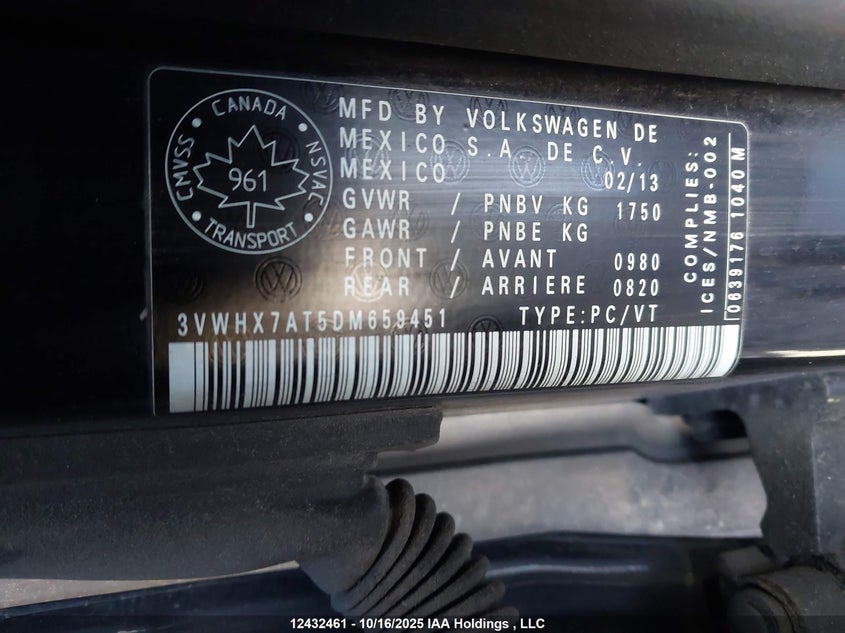 CMVSS • CANADA • NSVAC • TRANSPORT •
961
MFD BY VOLKSWAGEN DE
MEXICO S.A. DE C.V.
MEXICO 02/13
GVWR / PNBV KG 1750
GAWR / PNBE KG
FRONT / AVANT 0980
REAR / ARRIERE 0820
3VWHX7AT5DM659451 TYPE:PC/VT
COMPLIES:
ICES/NMB-002
0639176 1040 M
12432461 - 10/16/2025 IAA Holdings , LLC